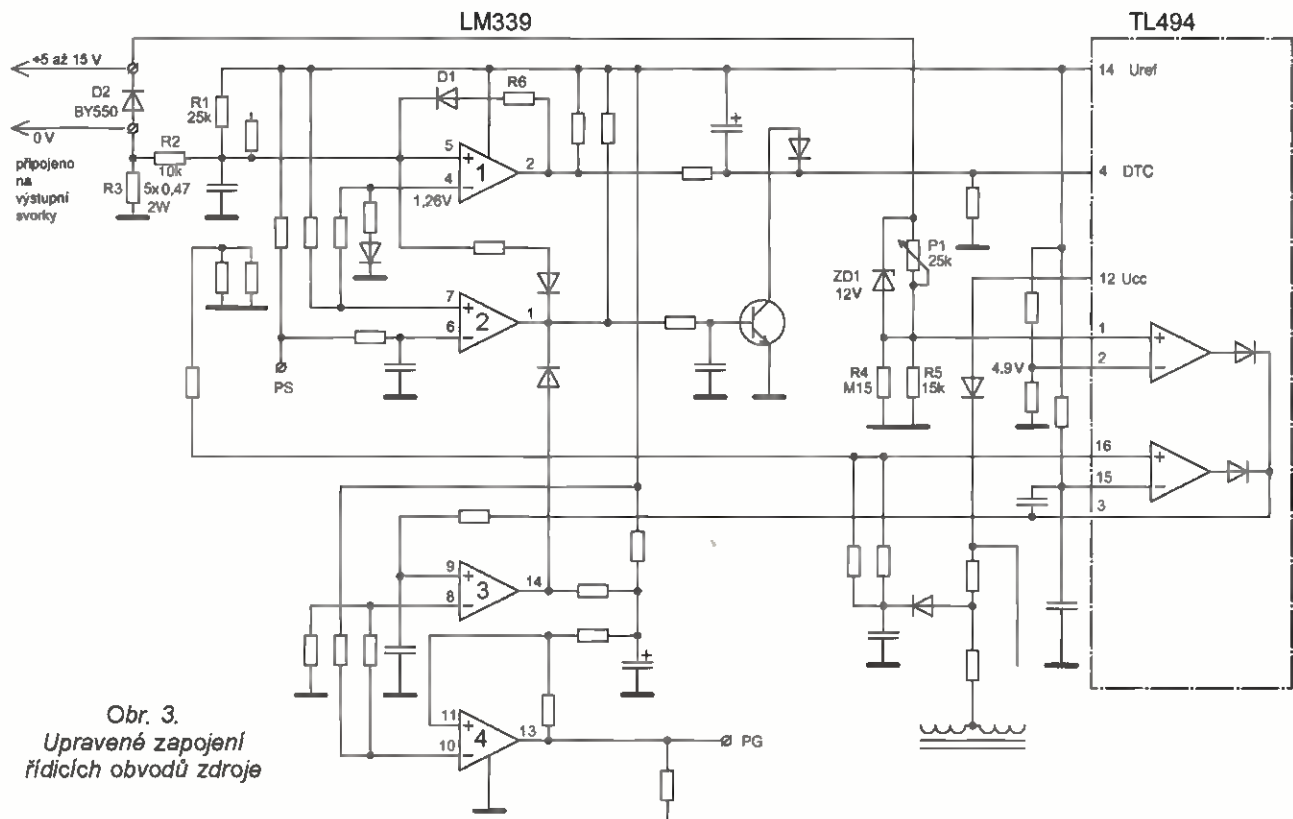 LM339
TL494
+5 až 15 V
D2
BY550
0 V
připojeno
na
výstupní
svorky
R1
25k
R2
10k
R3
5x 0,47
2W
D1
R6
5
+
4
−
1
2
1,26V
7
+
6
−
2
1
PS
14 Uref
4 DTC
P1
25k
ZD1
12V
12 Ucc
R4
M15
R5
15k
4.9 V
1
+
2
−
16
+
15
−
3
9
+
8
−
3
14
+
11
+
10
−
4
13
PG
Obr. 3.
Upravené zapojení
řídicích obvodů zdroje